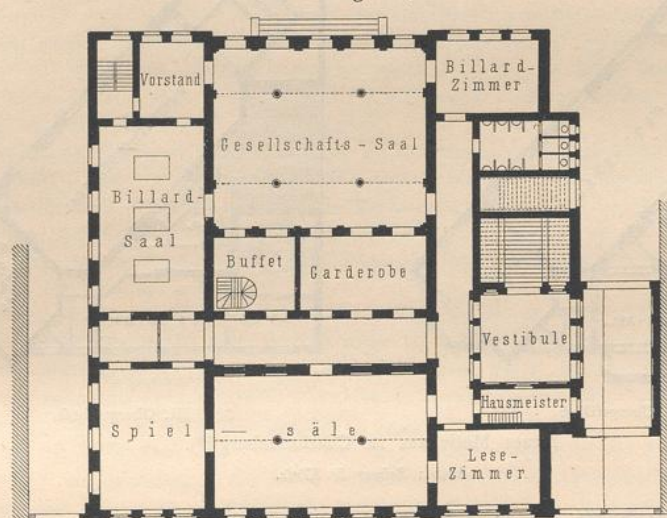 Vorstand
Billard-
Zimmer
Gesellschafts-Saal
Billard-
Saal
Buffet
Garderobe
Vestibule
Hausmeister
Spiel — säle
Lese-
Zimmer